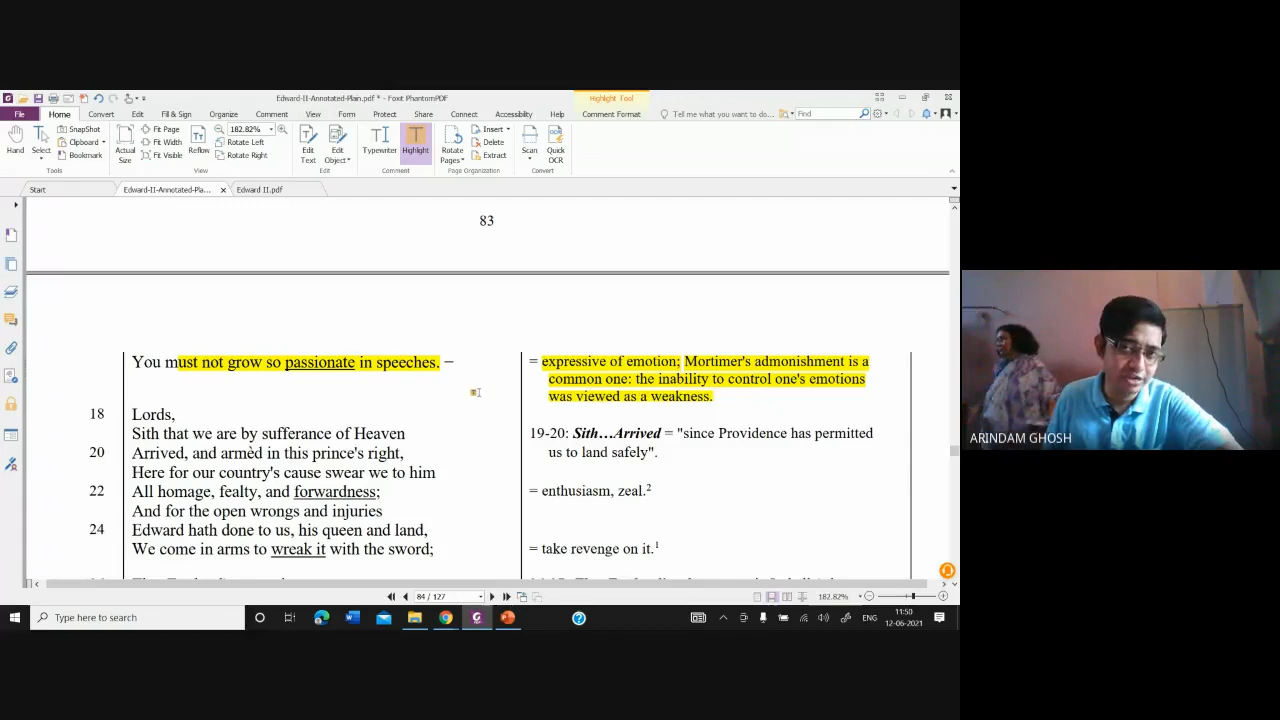 Edward-II-Annotated-Plain.pdf * - Foxit PhantomPDF
Highlight Tool
File Home Convert Edit Fill & Sign Organize Comment View Form Protect Share Connect Accessibility Help Comment Format Tell me what you want to do... Find
SnapShot Fit Page 182.82% Insert
Clipboard Fit Width Rotate Left Delete
Bookmark Fit Visible Rotate Right Extract
Hand Select Actual Size Reflow Edit Text Edit Object Typewriter Highlight Rotate Pages Scan Quick OCR
Tools View Edit Comment Page Organization Convert
Start Edward-II-Annotated-Pla... Edward II.pdf
83
You must not grow so passionate in speeches. –
= expressive of emotion; Mortimer's admonishment is a
common one: the inability to control one's emotions
was viewed as a weakness.
18 Lords,
Sith that we are by sufferance of Heaven
19-20: Sith…Arrived = "since Providence has permitted
20 Arrived, and armèd in this prince's right,
us to land safely".
Here for our country's cause swear we to him
22 All homage, fealty, and forwardness;
= enthusiasm, zeal.2
And for the open wrongs and injuries
24 Edward hath done to us, his queen and land,
We come in arms to wreak it with the sword;
= take revenge on it.1
84 / 127 182.82%
Type here to search
ENG
11:50
12-06-2021
ARINDAM GHOSH